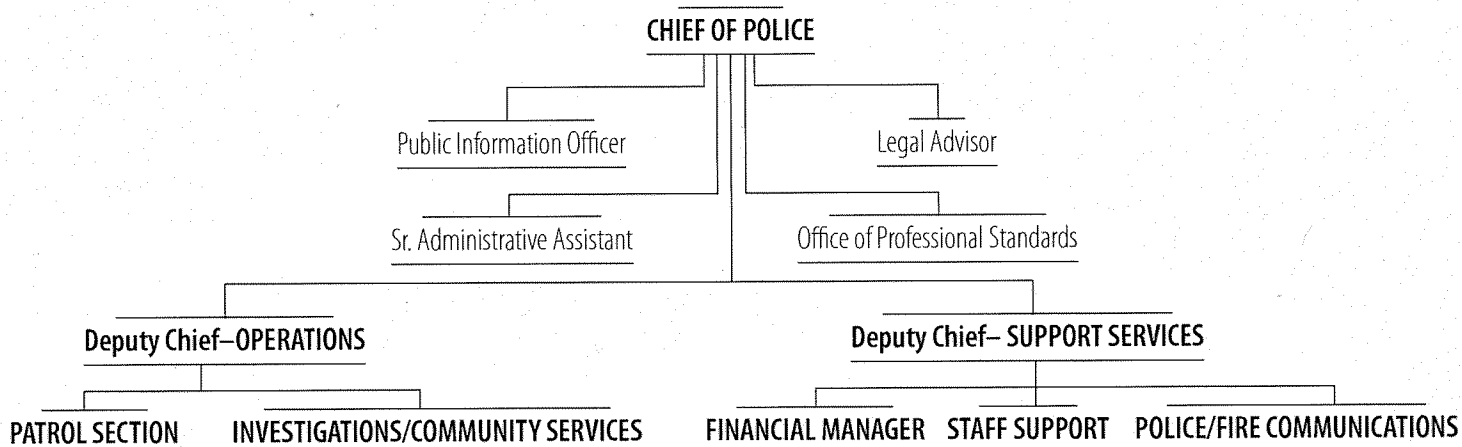 CHIEF OF POLICE
Public Information Officer
Legal Advisor
Sr. Administrative Assistant
Office of Professional Standards
Deputy Chief–OPERATIONS
Deputy Chief– SUPPORT SERVICES
PATROL SECTION
INVESTIGATIONS/COMMUNITY SERVICES
FINANCIAL MANAGER
STAFF SUPPORT
POLICE/FIRE COMMUNICATIONS